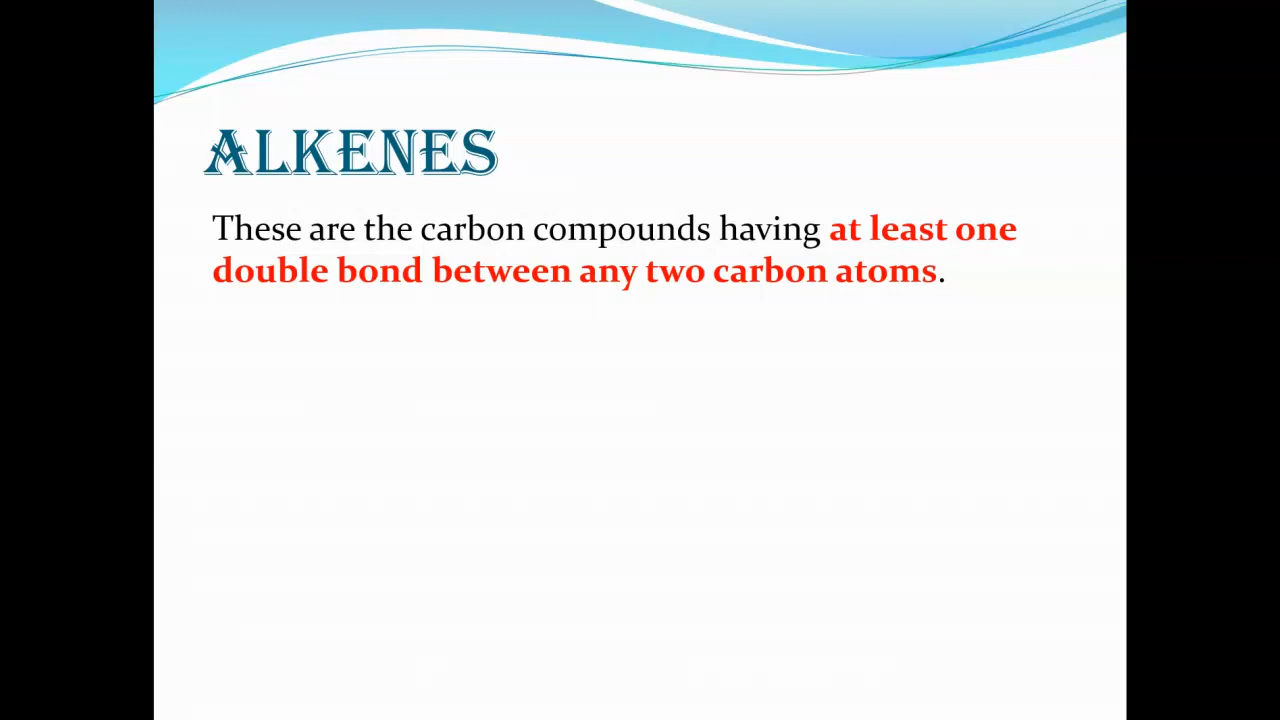 ALKENES
These are the carbon compounds having at least one
double bond between any two carbon atoms.